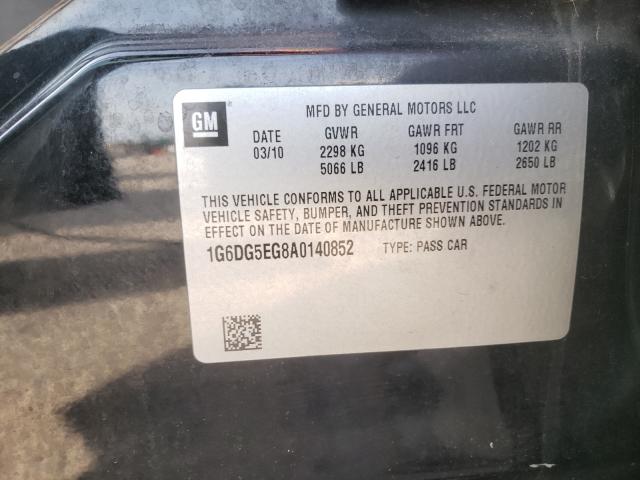 GM
MFD BY GENERAL MOTORS LLC
DATE GVWR GAWR FRT GAWR RR
03/10 2298 KG 1096 KG 1202 KG
5066 LB 2416 LB 2650 LB
THIS VEHICLE CONFORMS TO ALL APPLICABLE U.S. FEDERAL MOTOR
VEHICLE SAFETY, BUMPER, AND THEFT PREVENTION STANDARDS IN
EFFECT ON THE DATE OF MANUFACTURE SHOWN ABOVE.
1G6DG5EG8A0140852 TYPE: PASS CAR